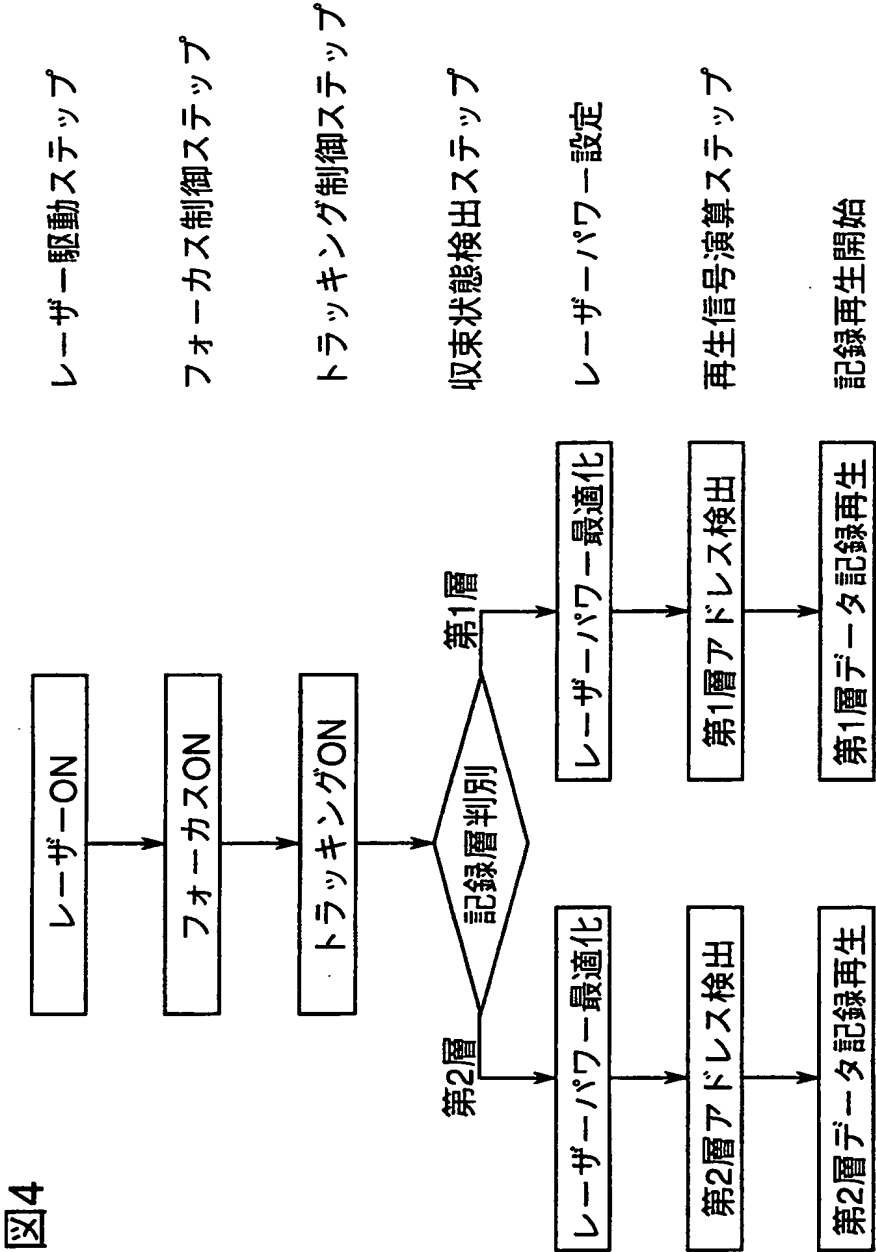 図4
レーザーON
レーザー駆動ステップ
フォーカスON
フォーカス制御ステップ
トラッキングON
トラッキング制御ステップ
第2層
記録層判別
第1層
収束状態検出ステップ
レーザーパワー最適化
レーザーパワー最適化
レーザーパワー設定
第2層アドレス検出
第1層アドレス検出
再生信号演算ステップ
第2層データ記録再生
第1層データ記録再生
記録再生開始